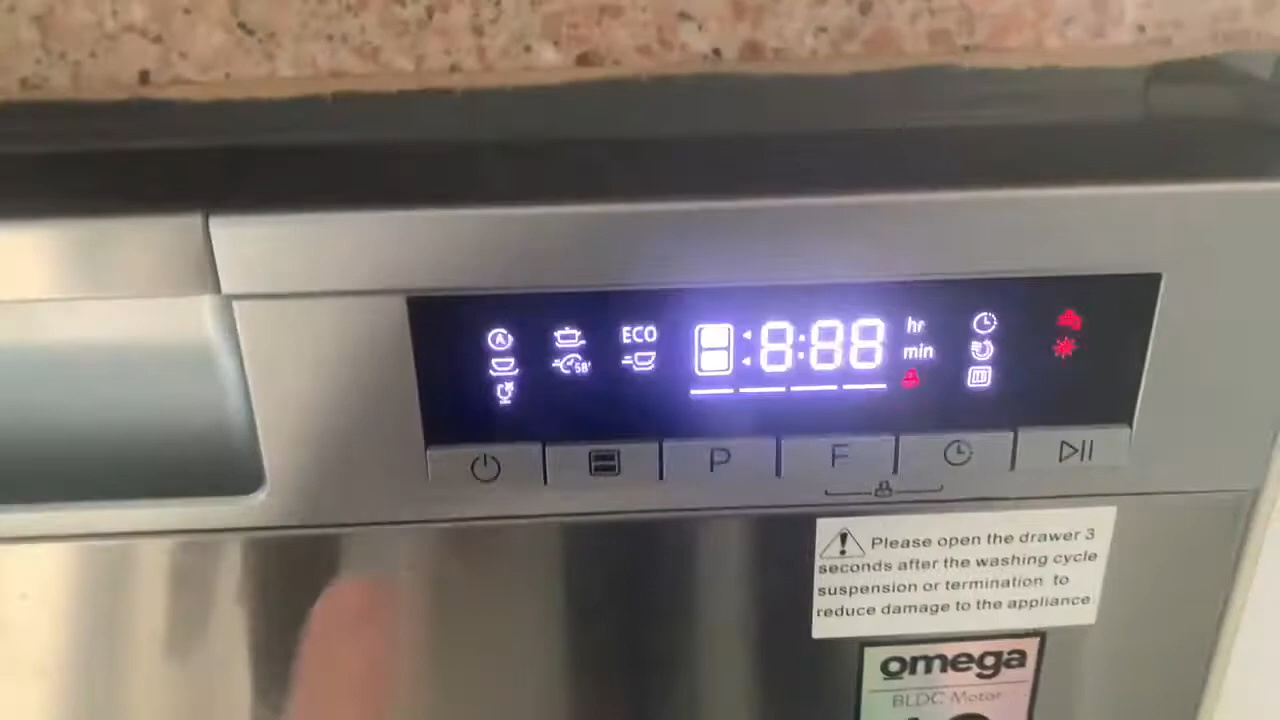 A
ECO
58'
8:88
hr
min
P
F
Please open the drawer 3
seconds after the washing cycle
suspension or termination to
reduce damage to the appliance.
omega
BLDC Motor